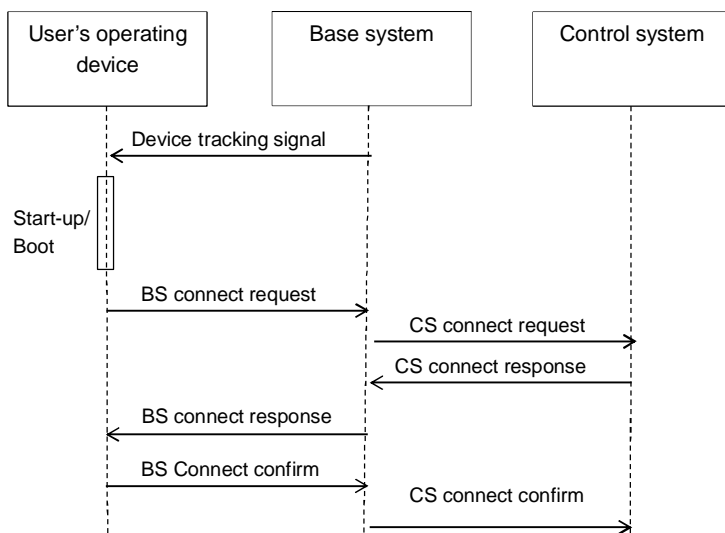 User's operating
device
Base system
Control system
Device tracking signal
Start-up/
Boot
BS connect request
CS connect request
CS connect response
BS connect response
BS Connect confirm
CS connect confirm